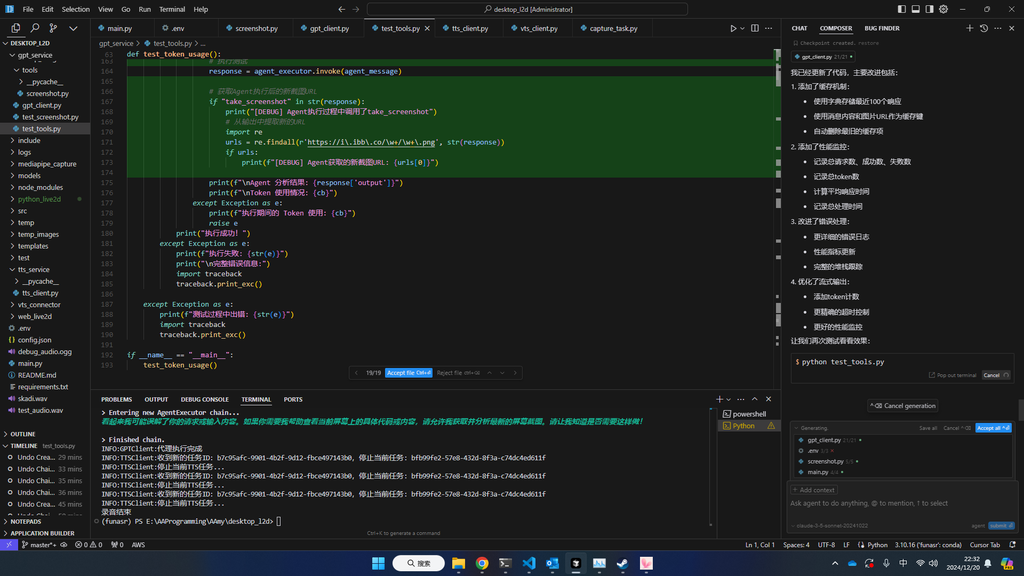 File Edit Selection View Go Run Terminal Help
desktop_l2d [Administrator]
DESKTOP_L2D
gpt_service
tools
__pycache__
screenshot.py
gpt_client.py
test_screenshot.py
test_tools.py
include
logs
mediapipe_capture
models
node_modules
python_live2d
src
temp
temp_images
templates
test
tts_service
__pycache__
tts_client.py
vts_connector
web_live2d
.env
config.json
debug_audio.ogg
main.py
README.md
requirements.txt
skadi.wav
test_audio.wav
OUTLINE
TIMELINE test_tools.py
Undo Crea... 29 mins
Undo Chai... 33 mins
Undo Chai... 35 mins
Undo Chai... 36 mins
Undo Creat... 45 mins
NOTEPADS
APPLICATION BUILDER
main.py .env screenshot.py gpt_client.py test_tools.py tts_client.py vts_client.py capture_task.py
gpt_service > test_tools.py > ...
63 def test_token_usage():
164 response = agent_executor.invoke(agent_message)
165
166 # 获取Agent执行后的新截图URL
167 if "take_screenshot" in str(response):
168 print("[DEBUG] Agent执行过程中调用了take_screenshot")
169 # 从输出中提取新的URL
170 import re
171 urls = re.findall(r'https://i\.ibb\.co/\w+/\w+\.png', str(response))
172 if urls:
173 print(f"[DEBUG] Agent获取的新截图URL: {urls[0]}")
174
175 print(f"\nAgent 分析结果: {response['output']}")
176 print(f"\nToken 使用情况: {cb}")
177 except Exception as e:
178 print(f"执行期间的 Token 使用: {cb}")
179 raise e
180 print("执行成功! ")
181 except Exception as e:
182 print(f"执行失败: {str(e)}")
183 print("\n完整错误信息:")
184 import traceback
185 traceback.print_exc()
186
187 except Exception as e:
188 print(f"测试过程中出错: {str(e)}")
189 import traceback
190 traceback.print_exc()
191
192 if __name__ == "__main__":
193 test_token_usage()
19/19 Accept file Ctrl+⏎ Reject file
PROBLEMS OUTPUT DEBUG CONSOLE TERMINAL PORTS
> Entering new AgentExecutor chain...
看起来我可能误解了你的请求或输入内容。如果你需要我帮助查看当前屏幕上的具体代码或内容，请允许我获取并分析最新的屏幕截图。请让我知道是否需要这样做！
> Finished chain.
INFO:GPTClient:代理执行完成
INFO:TTSClient:收到新的任务ID: b7c95afc-9901-4b2f-9d12-fbce497143b0, 停止当前任务: bfb99fe2-57e8-432d-8f3a-c74dc4ed611f
INFO:TTSClient:停止当前TTS任务...
INFO:TTSClient:收到新的任务ID: b7c95afc-9901-4b2f-9d12-fbce497143b0, 停止当前任务: bfb99fe2-57e8-432d-8f3a-c74dc4ed611f
INFO:TTSClient:停止当前TTS任务...
INFO:TTSClient:收到新的任务ID: b7c95afc-9901-4b2f-9d12-fbce497143b0, 停止当前任务: bfb99fe2-57e8-432d-8f3a-c74dc4ed611f
INFO:TTSClient:停止当前TTS任务...
录音结束
(funasr) PS E:\AAProgramming\AAmy\desktop_l2d>
Ctrl+K to generate a command
powershell
Python
CHAT COMPOSER BUG FINDER
Checkpoint created. restore
gpt_client.py 21/21
我已经更新了代码，主要改进包括:
1. 添加了缓存机制:
• 使用字典存储最近100个响应
• 使用消息内容和图片URL作为缓存键
• 自动删除最旧的缓存项
2. 添加了性能监控:
• 记录总请求数、成功数、失败数
• 记录总token数
• 计算平均响应时间
• 记录总处理时间
3. 改进了错误处理:
• 更详细的错误日志
• 性能指标更新
• 完整的堆栈跟踪
4. 优化了流式输出:
• 添加token计数
• 更精确的超时控制
• 更好的性能监控
让我们再次测试看看效果:
$ python test_tools.py
Pop out terminal Cancel
Cancel generation
Generating. Save all Cancel Accept all
gpt_client.py 21/21
.env
screenshot.py
main.py
+ Add context
Ask agent to do anything, @ to mention, ↑ to select
claude-3-5-sonnet-20241022 agent submit
master*+ 0 0 0 AWS Ln 1, Col 1 Spaces: 4 UTF-8 LF Python 3.10.16 ('funasr': conda) Cursor Tab
搜索
中
22:32
2024/12/20